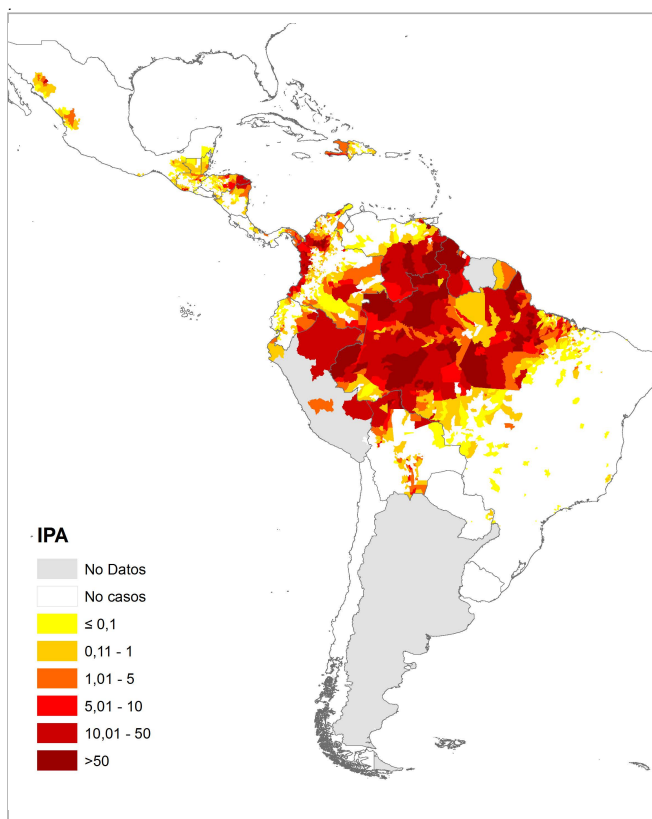 IPA
No Datos
No casos
≤ 0,1
0,11 - 1
1,01 - 5
5,01 - 10
10,01 - 50
>50